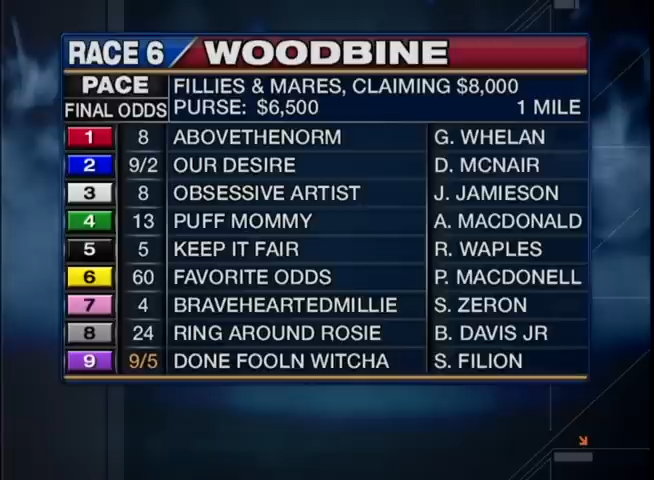 RACE 6 WOODBINE
PACE FILLIES & MARES, CLAIMING $8,000
FINAL ODDS PURSE: $6,500 1 MILE
1 8 ABOVETHENORM G. WHELAN
2 9/2 OUR DESIRE D. MCNAIR
3 8 OBSESSIVE ARTIST J. JAMIESON
4 13 PUFF MOMMY A. MACDONALD
5 5 KEEP IT FAIR R. WAPLES
6 60 FAVORITE ODDS P. MACDONELL
7 4 BRAVEHEARTEDMILLIE S. ZERON
8 24 RING AROUND ROSIE B. DAVIS JR
9 9/5 DONE FOOLN WITCHA S. FILION